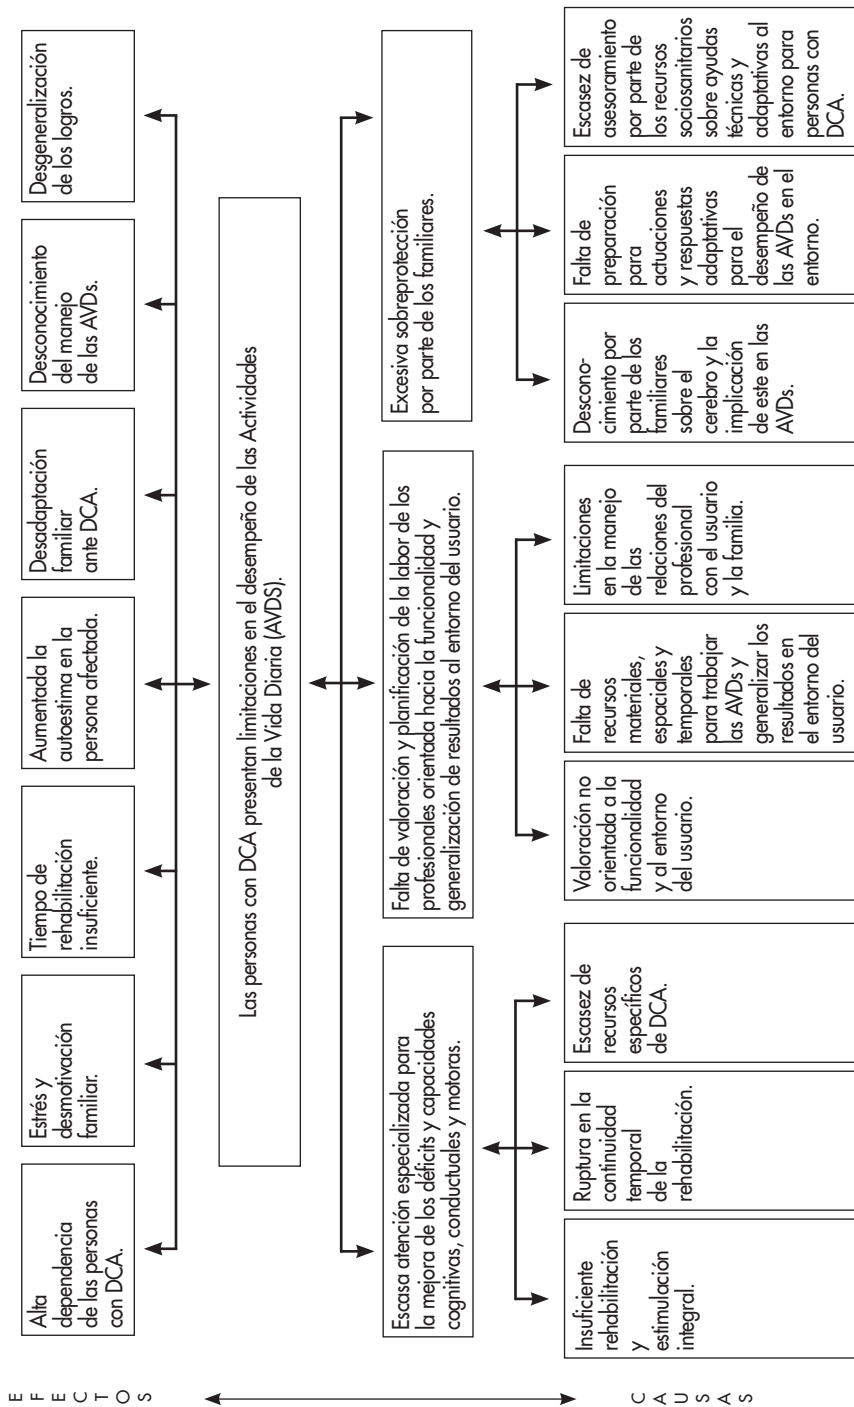 E F E C T O S
Alta
dependencia
de las personas
con DCA.
Estrés y
desmotivación
familiar.
Tiempo de
rehabilitación
insuficiente.
Aumentada la
autoestima en la
persona afectada.
Desadaptación
familiar
ante DCA.
Desconocimiento
del manejo
de las AVDs.
Desgeneralización
de los logros.
Las personas con DCA presentan limitaciones en el desempeño de las Actividades
de la Vida Diaria (AVDS).
Escasa atención especializada para
la mejora de los déficits y capacidades
cognitivas, conductuales y motoras.
Falta de valoración y planificación de la labor de los
profesionales orientada hacia la funcionalidad y
generalización de resultados al entorno del usuario.
Excesiva sobreprotección
por parte de los familiares.
C A U S A S
Insuficiente
rehabilitación
y
estimulación
integral.
Ruptura en la
continuidad
temporal
de la
rehabilitación.
Escasez de
recursos
específicos
de DCA.
Valoración no
orientada a la
funcionalidad
y al entorno
del usuario.
Falta de
recursos
materiales,
espaciales y
temporales
para trabajar
las AVDs y
generalizar los
resultados en
el entorno del
usuario.
Limitaciones
en la manejo
de las
relaciones del
profesional
con el usuario
y la familia.
Descono-
cimiento por
parte de los
familiares
sobre el
cerebro y la
implicación
de este en las
AVDs.
Falta de
preparación
para
actuaciones
y respuestas
adaptativas
para el
desempeño de
las AVDs en el
entorno.
Escasez de
asesoramiento
por parte de
los recursos
sociosanitarios
sobre ayudas
técnicas y
adaptativas al
entorno para
personas con
DCA.